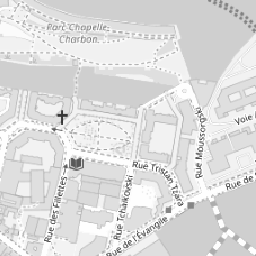 Parc Chapelle
Charbon
Rue Moussorgski
Voie
Rue Tristan Tzara
Rue de
Rue des Fillettes
Rue Tchaïkovski
Rue de l'Évangile